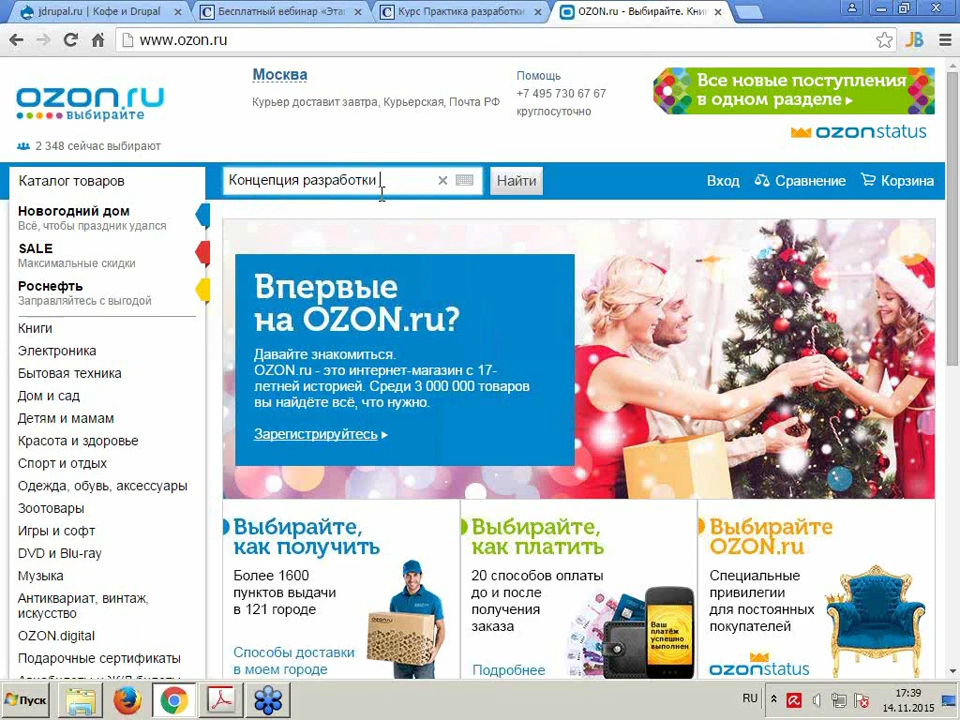 jdrupal.ru | Кофе и Drupal
Бесплатный вебинар «Эта
Курс Практика разработки
OZON.ru - Выбирайте. Кни
www.ozon.ru
JB
ozon.ru
выбирайте
2 348 сейчас выбирают
Москва
Курьер доставит завтра, Курьерская, Почта РФ
Помощь
+7 495 730 67 67
круглосуточно
Все новые поступления
в одном разделе
ozonstatus
Каталог товаров
Концепция разработки
Найти
Вход
Сравнение
Корзина
Новогодний дом
Всё, чтобы праздник удался
SALE
Максимальные скидки
Роснефть
Заправляйтесь с выгодой
Книги
Электроника
Бытовая техника
Дом и сад
Детям и мамам
Красота и здоровье
Спорт и отдых
Одежда, обувь, аксессуары
Зоотовары
Игры и софт
DVD и Blu-ray
Музыка
Антиквариат, винтаж,
искусство
OZON.digital
Подарочные сертификаты
Впервые
на OZON.ru?
Давайте знакомиться.
OZON.ru - это интернет-магазин с 17-
летней историей. Среди 3 000 000 товаров
вы найдёте всё, что нужно.
Зарегистрируйтесь
Выбирайте,
как получить
Более 1600
пунктов выдачи
в 121 городе
Способы доставки
в моем городе
ozon.ru
Выбирайте,
как платить
20 способов оплаты
до и после
получения
заказа
Подробнее
Ваш
платёж
успешно
выполнен
Выбирайте
OZON.ru
Специальные
привилегии
для постоянных
покупателей
ozonstatus
Пуск
RU
17:39
14.11.2015